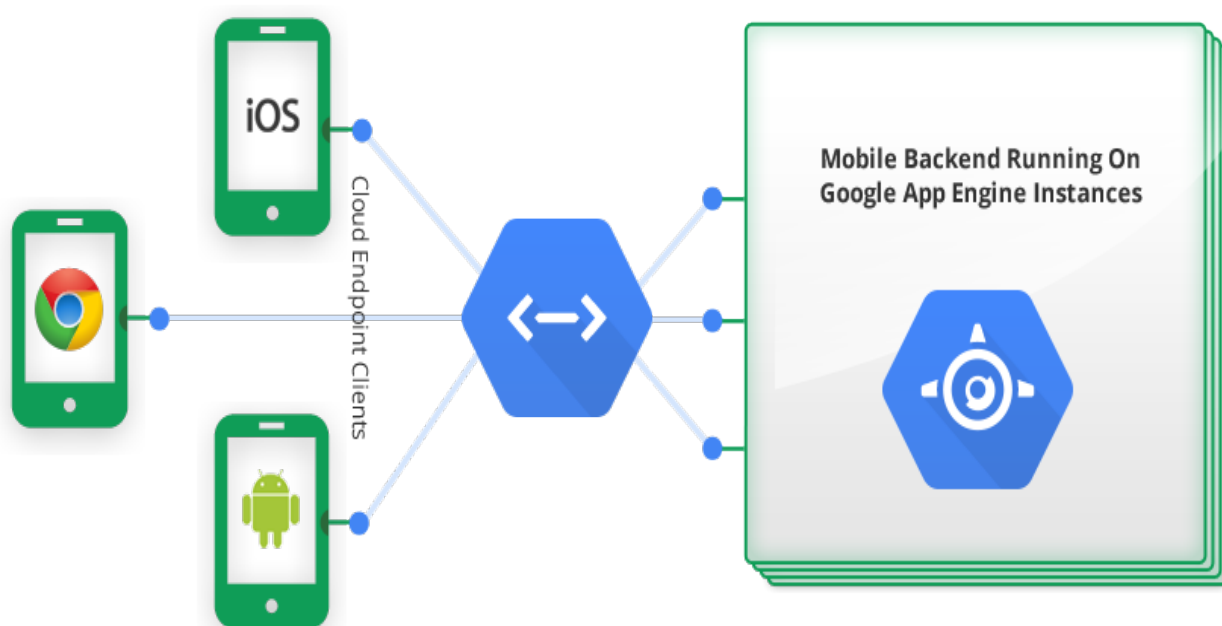 iOS
Cloud Endpoint Clients
Mobile Backend Running On
Google App Engine Instances